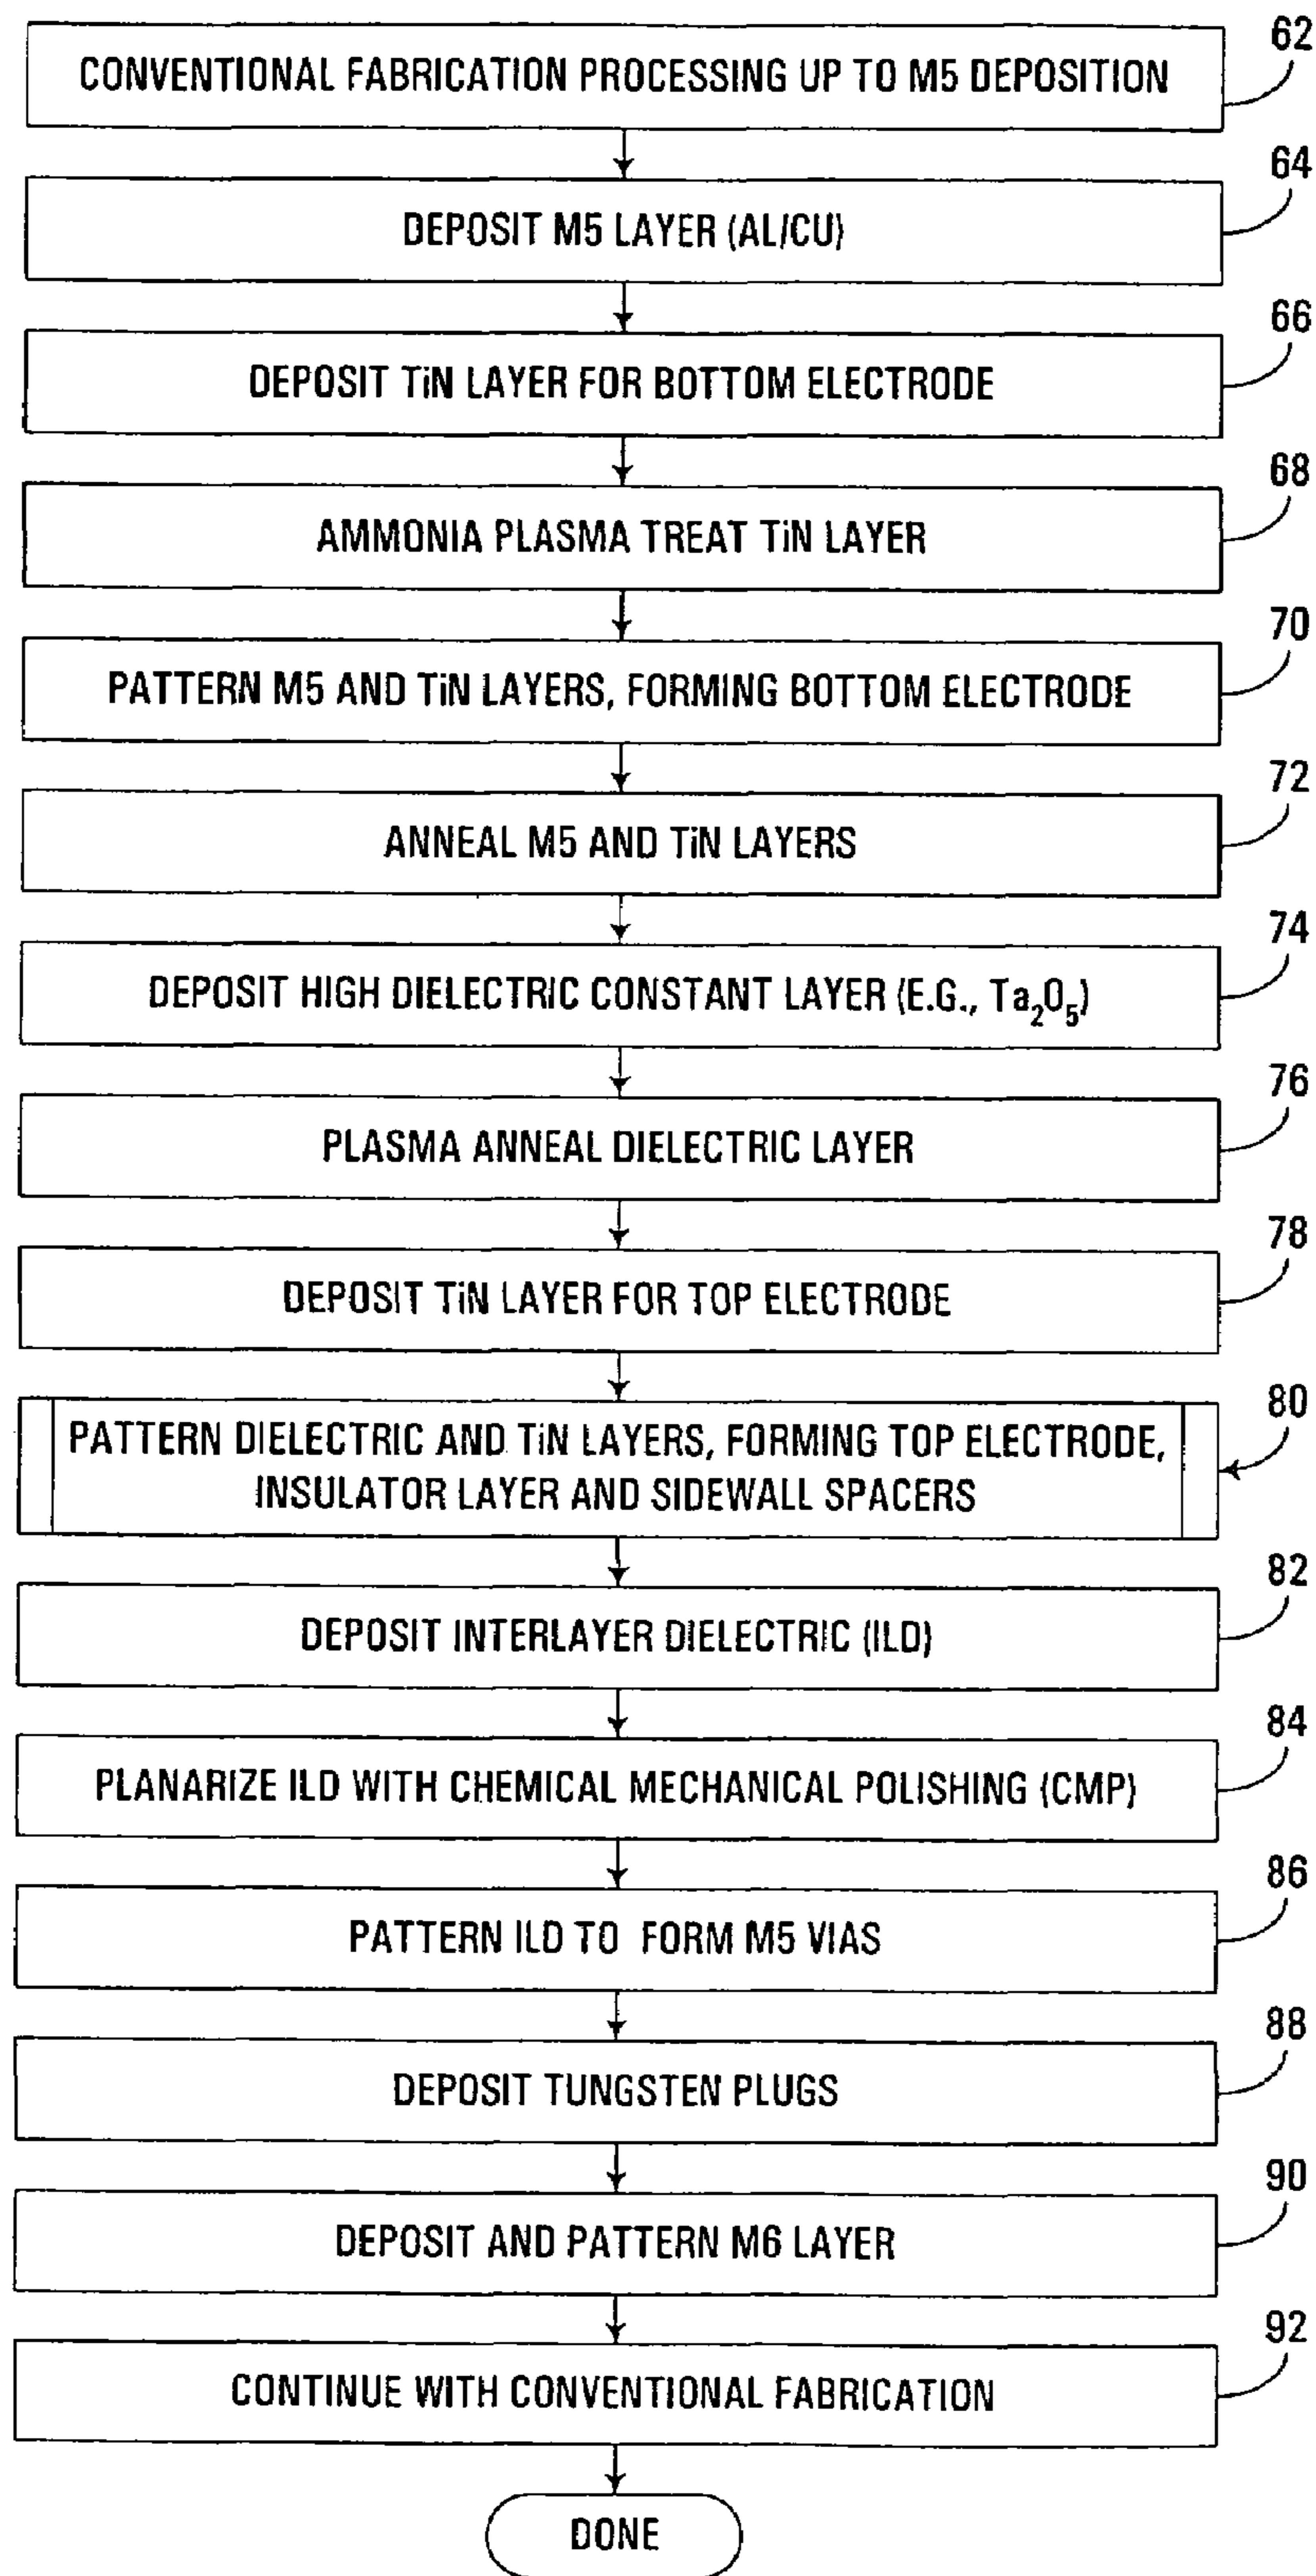 62
CONVENTIONAL FABRICATION PROCESSING UP TO M5 DEPOSITION
64
DEPOSIT M5 LAYER (AL/CU)
66
DEPOSIT TiN LAYER FOR BOTTOM ELECTRODE
68
AMMONIA PLASMA TREAT TiN LAYER
70
PATTERN M5 AND TiN LAYERS, FORMING BOTTOM ELECTRODE
72
ANNEAL M5 AND TiN LAYERS
74
DEPOSIT HIGH DIELECTRIC CONSTANT LAYER (E.G., Ta₂O₅)
76
PLASMA ANNEAL DIELECTRIC LAYER
78
DEPOSIT TiN LAYER FOR TOP ELECTRODE
80
PATTERN DIELECTRIC AND TiN LAYERS, FORMING TOP ELECTRODE,
INSULATOR LAYER AND SIDEWALL SPACERS
82
DEPOSIT INTERLAYER DIELECTRIC (ILD)
84
PLANARIZE ILD WITH CHEMICAL MECHANICAL POLISHING (CMP)
86
PATTERN ILD TO FORM M5 VIAS
88
DEPOSIT TUNGSTEN PLUGS
90
DEPOSIT AND PATTERN M6 LAYER
92
CONTINUE WITH CONVENTIONAL FABRICATION
DONE